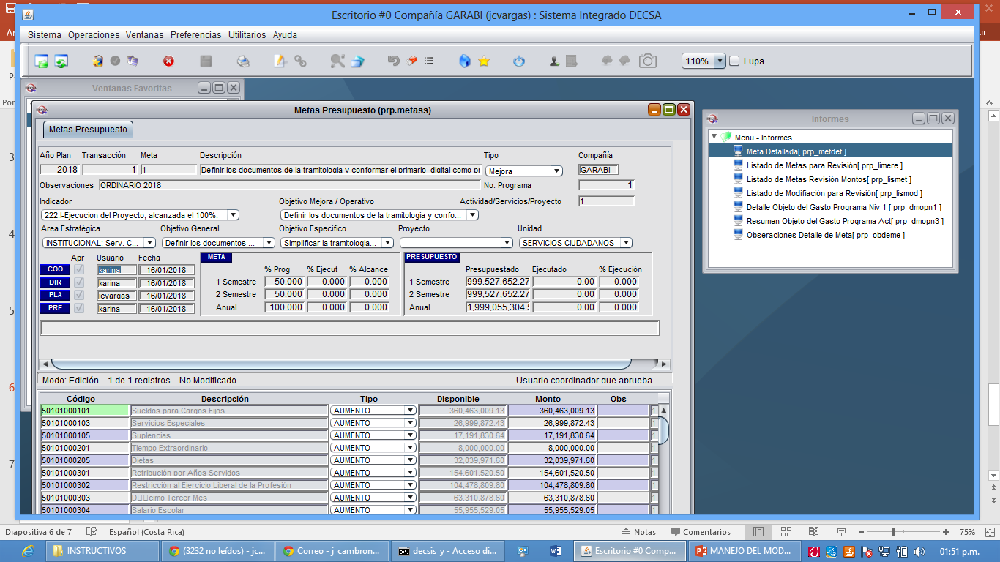 Escritorio #0 Compañía GARABI (jcvargas) : Sistema Integrado DECSA
Sistema Operaciones Ventanas Preferencias Utilitarios Ayuda
110% Lupa
Ventanas Favoritas
Metas Presupuesto (prp.metass)
Metas Presupuesto
Año Plan Transacción Meta Descripción Tipo Compañía
2018 1 1 Definir los documentos de la tramitologia y conformar el primario digital como pr Mejora GARABI
Observaciones ORDINARIO 2018 No. Programa 1
Indicador Objetivo Mejora / Operativo Actividad/Servicios/Proyecto 1
222.I-Ejecucion del Proyecto, alcanzada el 100%. Definir los documentos de la tramitologia y confo...
Area Estratégica Objetivo General Objetivo Especifico Proyecto Unidad
INSTITUCIONAL: Serv. C... Definir los documentos ... Simplificar la tramitologia... SERVICIOS CIUDADANOS
Apr Usuario Fecha
COO karina 16/01/2018
DIR karina 16/01/2018
PLA jcvargas 16/01/2018
PRE karina 16/01/2018
META
% Prog % Ejecut % Alcance
1 Semestre 50.000 0.000 0.000
2 Semestre 50.000 0.000 0.000
Anual 100.000 0.000 0.000
PRESUPUESTO
Presupuestado Ejecutado % Ejecución
1 Semestre 999,527,652.27 0.00 0.000
2 Semestre 999,527,652.27 0.00 0.000
Anual 1,999,055,304.5 0.00 0.000
Modo: Edición 1 de 1 registros No Modificado Usuario coordinador que aprueba
Código Descripción Tipo Disponible Monto Obs
50101000101 Sueldos para Cargos Fijos AUMENTO 360,463,009.13 360,463,009.13 1
50101000103 Servicios Especiales AUMENTO 26,999,872.43 26,999,872.43 1
50101000105 Suplencias AUMENTO 17,191,830.64 17,191,830.64 1
50101000201 Tiempo Extraordinario AUMENTO 8,000,000.00 8,000,000.00 1
50101000205 Dietas AUMENTO 32,039,971.60 32,039,971.60 1
50101000301 Retribución por Años Servidos AUMENTO 154,601,520.50 154,601,520.50 1
50101000302 Restricción al Ejercicio Liberal de la Profesión AUMENTO 104,478,809.80 104,478,809.80 1
50101000303 D□□cimo Tercer Mes AUMENTO 63,310,878.60 63,310,878.60 1
50101000304 Salario Escolar AUMENTO 55,955,529.05 55,955,529.05 1
Informes
Menu - Informes
Meta Detallada[ prp_metdet ]
Listado de Metas para Revisión[ prp_limere ]
Listado de Metas Revisión Montos[ prp_lismet ]
Listado de Modifiación para Revisión[ prp_lismod ]
Detalle Objeto del Gasto Programa Niv 1 [ prp_dmopn1 ]
Resumen Objeto del Gasto Programa Act[ prp_dmopn3 ]
Obseraciones Detalle de Meta[ prp_obdeme ]
3
4
5
6
7
Diapositiva 6 de 7 Español (Costa Rica) Notas Comentarios 75%
INSTRUCTIVOS (3232 no leídos) - jc... Correo - j_cambron... decsis_y - Acceso di... Escritorio #0 Comp... MANEJO DEL MOD... 01:51 p.m.